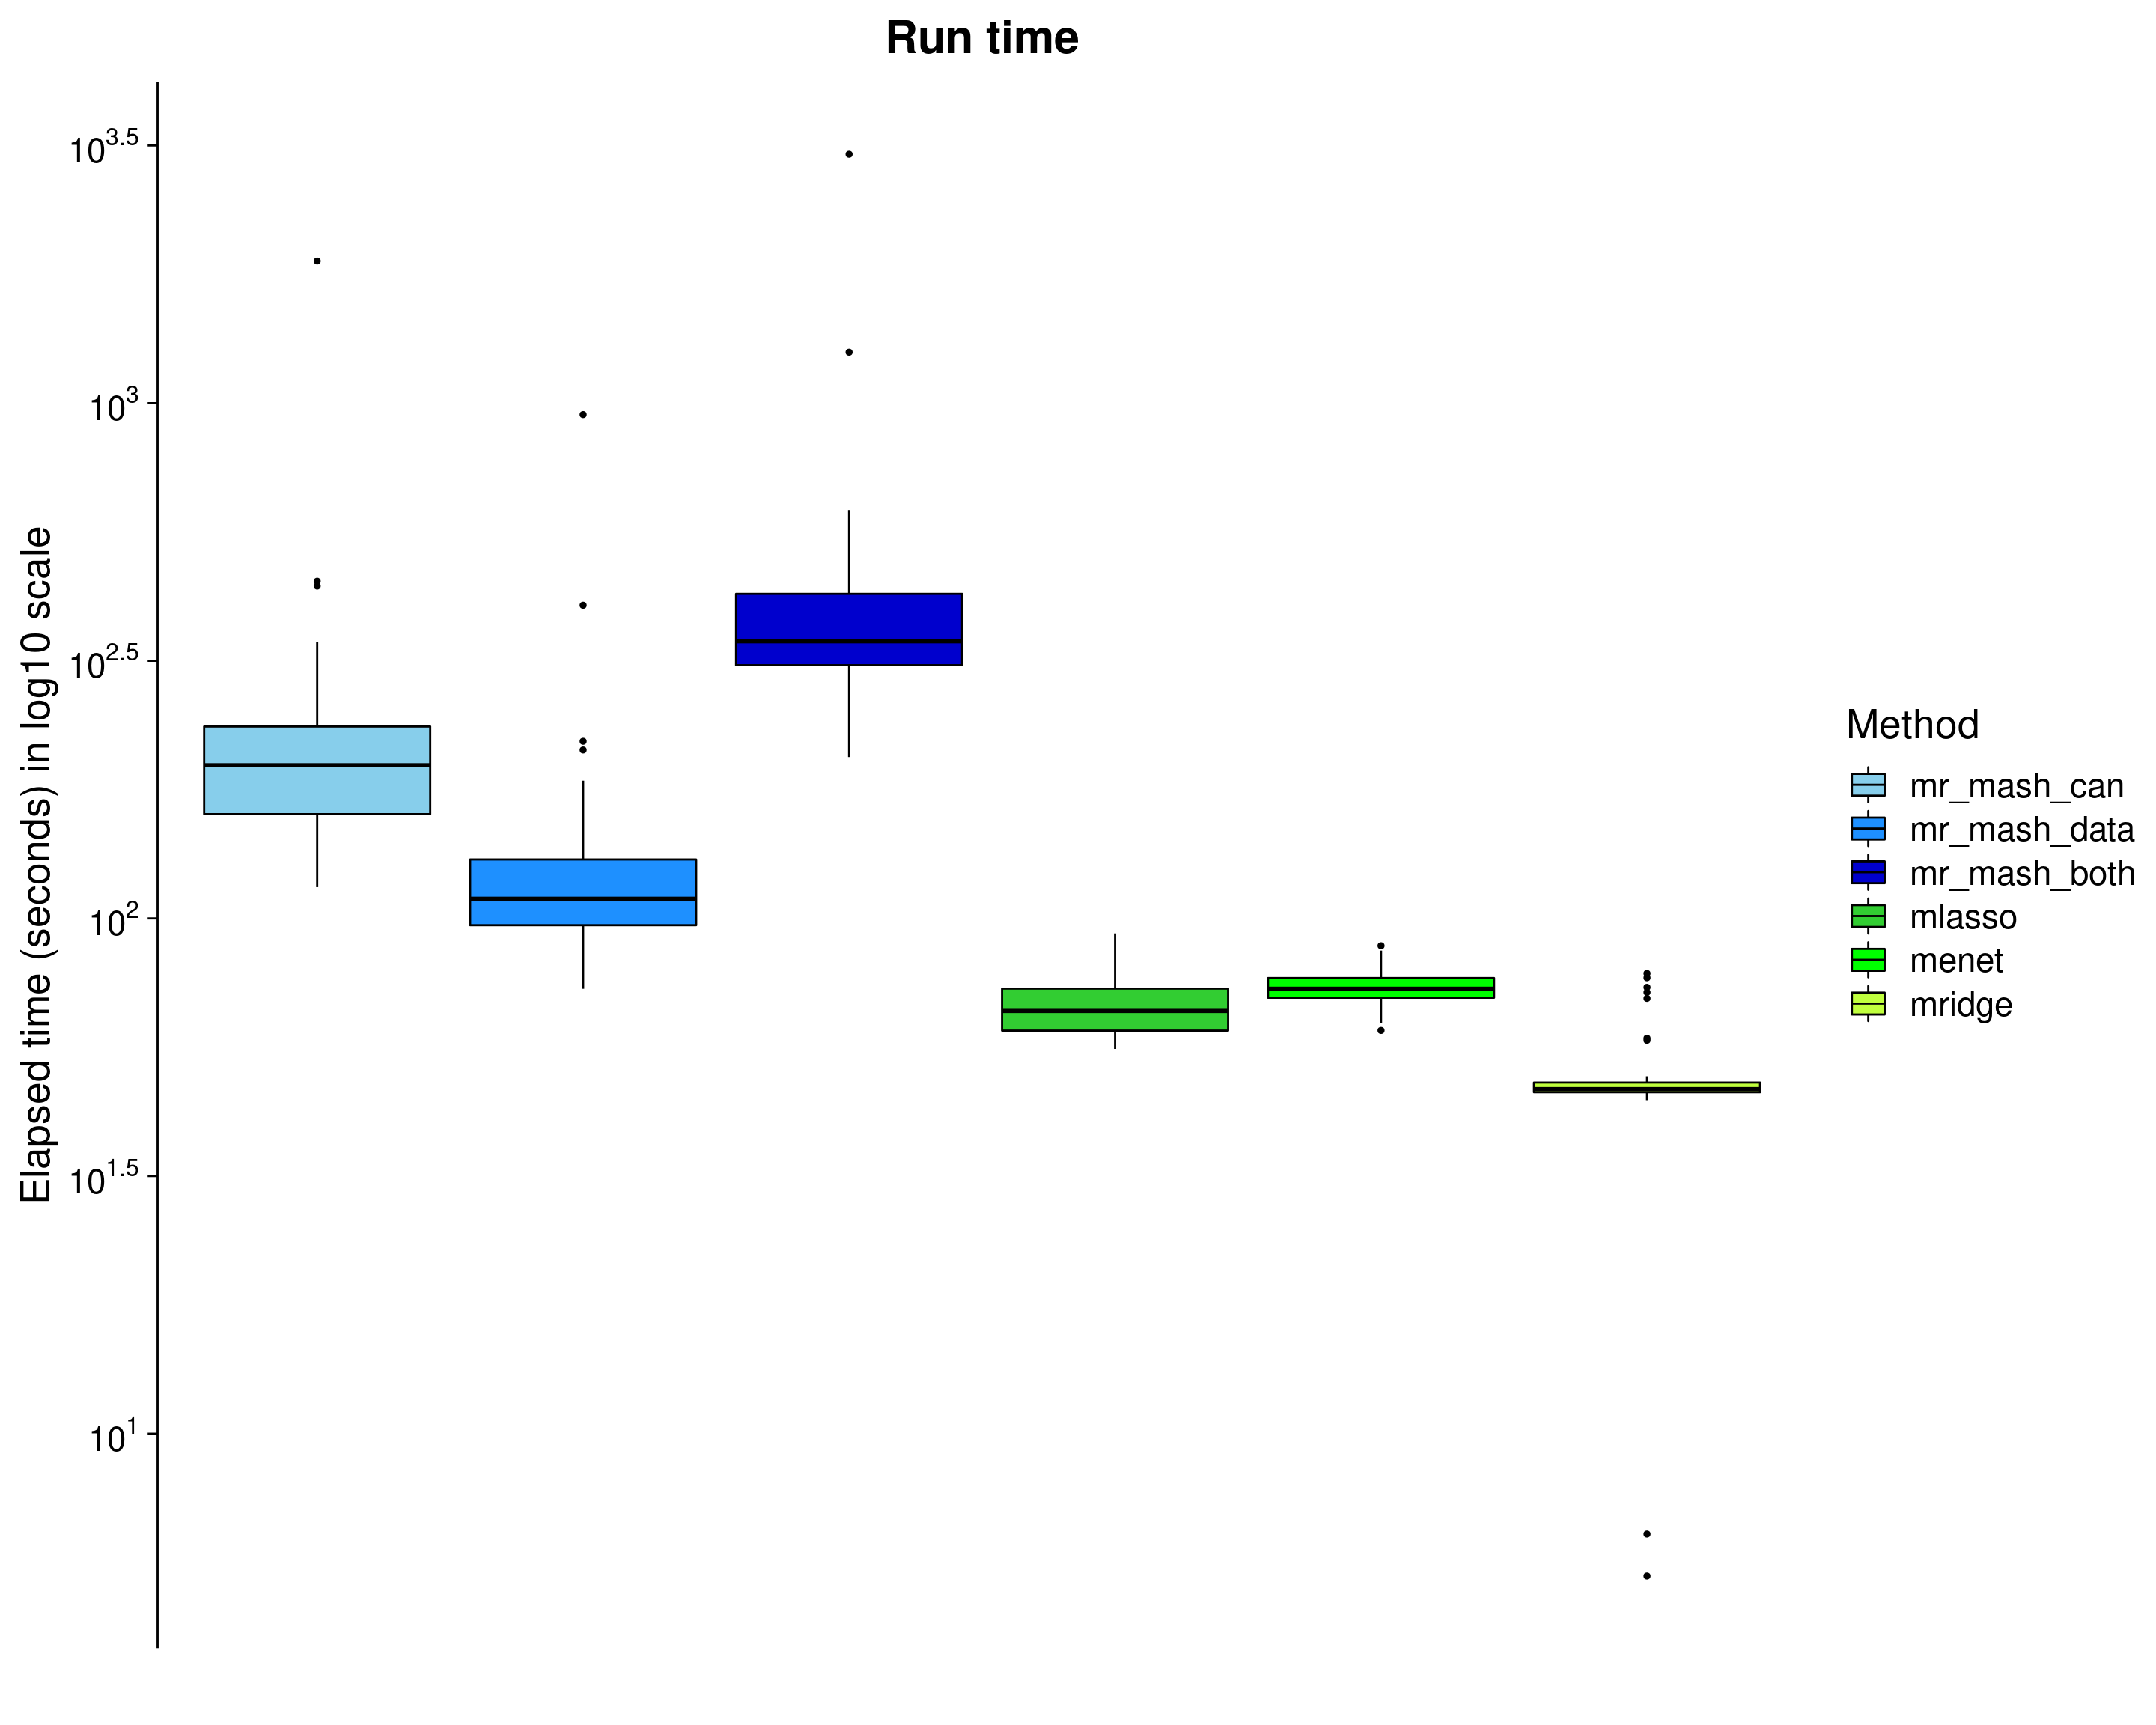 Run time
Elapsed time (seconds) in log10 scale
10^3.5
10^3
10^2.5
10^2
10^1.5
10^1
Method
mr_mash_can
mr_mash_data
mr_mash_both
mlasso
menet
mridge